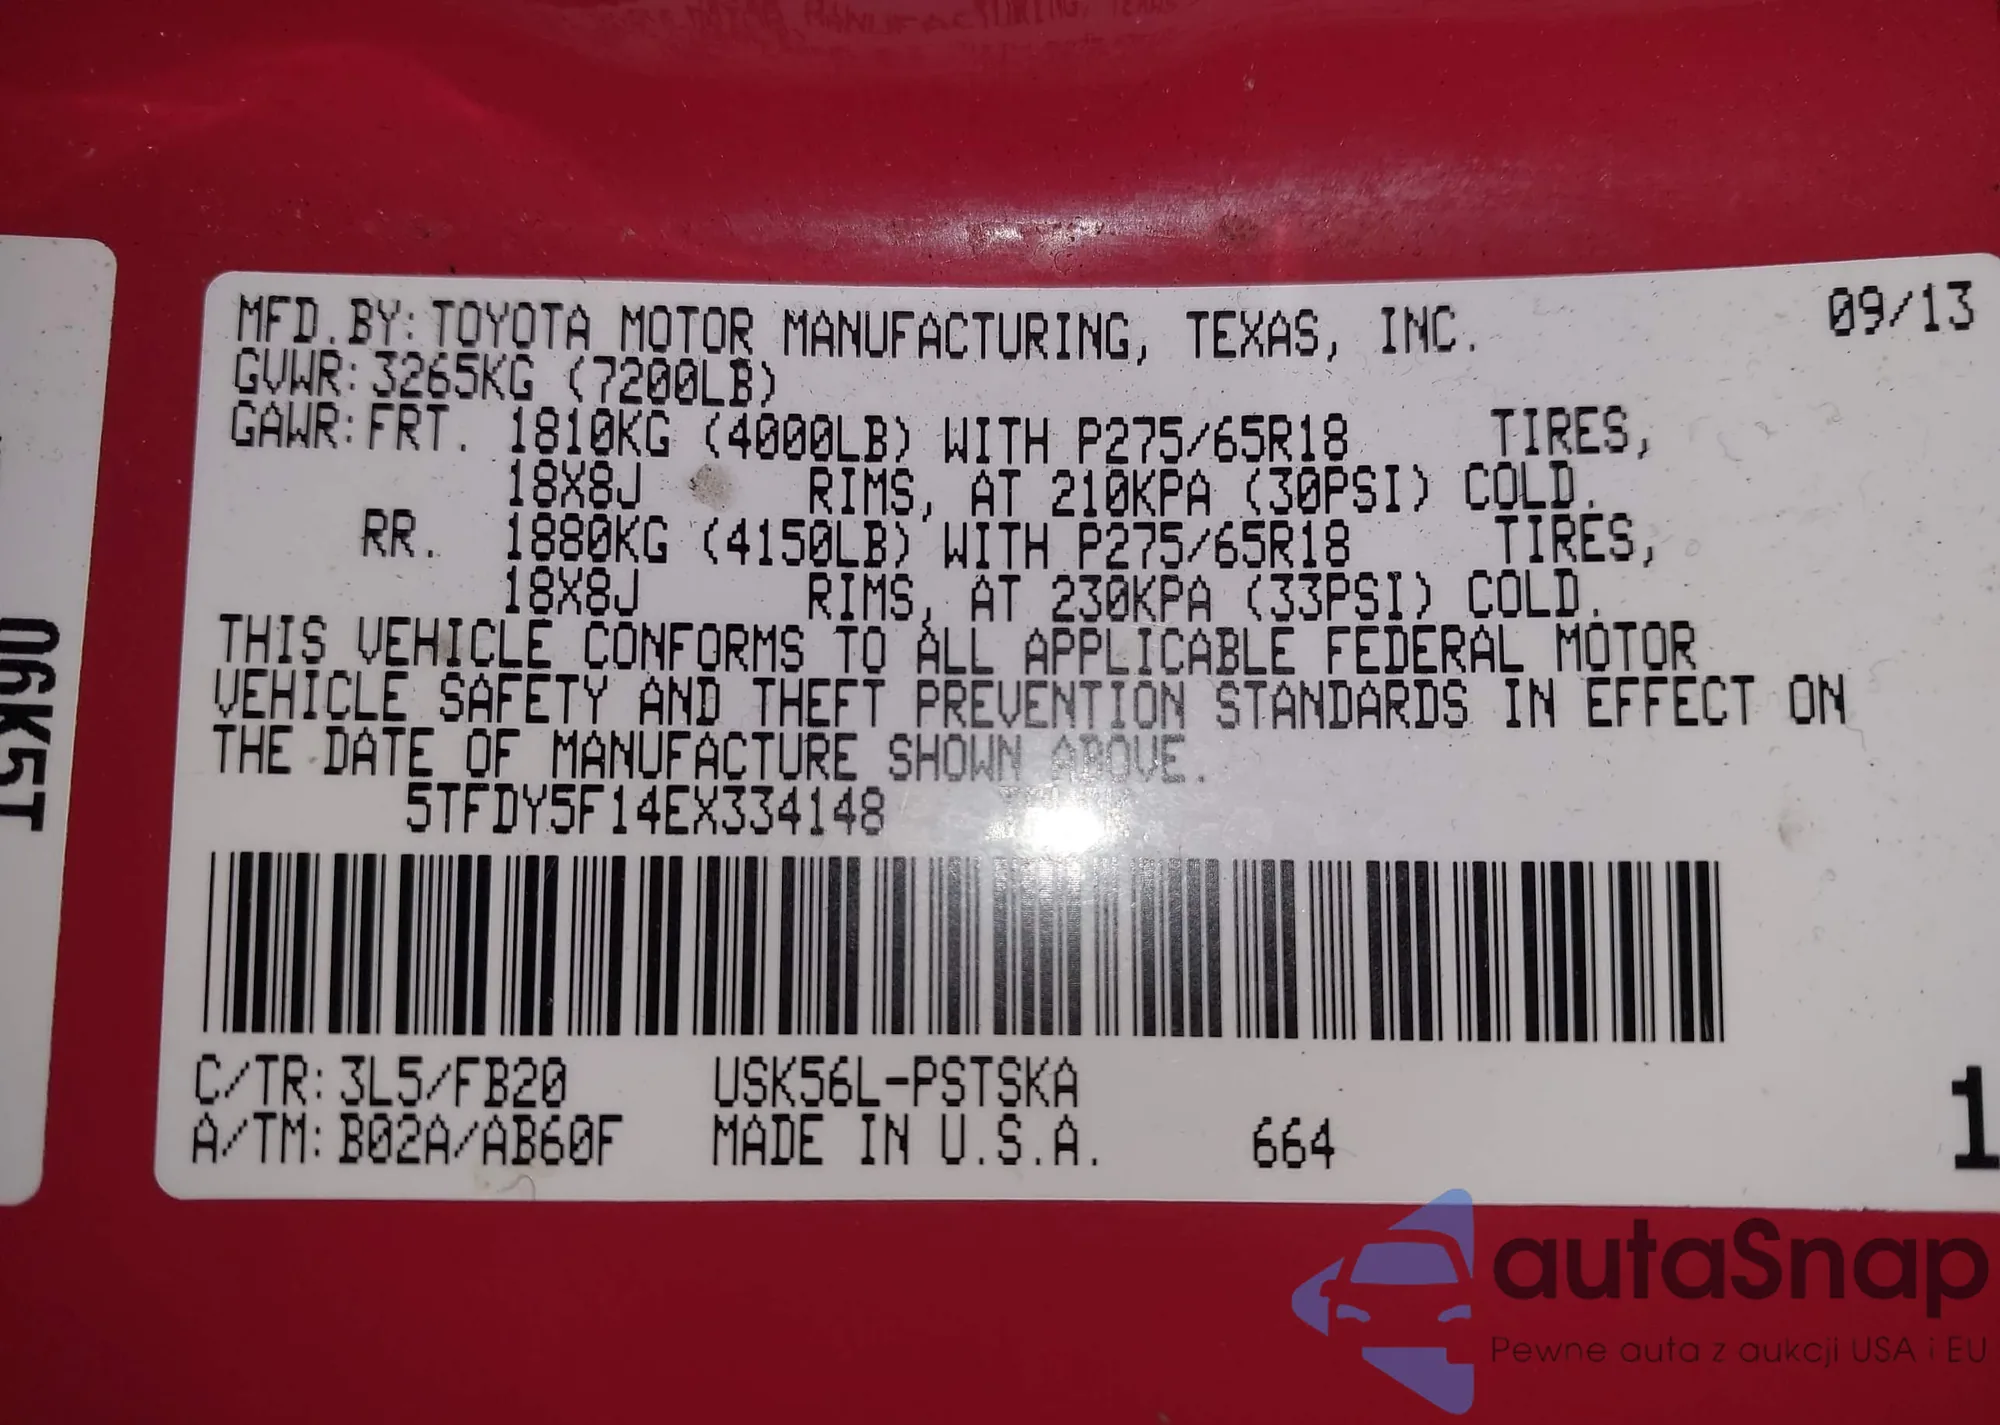 MFD.BY:TOYOTA MOTOR MANUFACTURING, TEXAS, INC. 09/13
GVWR:3265KG (7200LB)
GAWR:FRT. 1810KG (4000LB) WITH P275/65R18 TIRES,
18X8J RIMS, AT 210KPA (30PSI) COLD.
RR. 1880KG (4150LB) WITH P275/65R18 TIRES,
18X8J RIMS, AT 230KPA (33PSI) COLD.
THIS VEHICLE CONFORMS TO ALL APPLICABLE FEDERAL MOTOR
VEHICLE SAFETY AND THEFT PREVENTION STANDARDS IN EFFECT ON
THE DATE OF MANUFACTURE SHOWN ABOVE.
5TFDY5F14EX334148
C/TR:3L5/FB20 USK56L-PSTSKA
A/TM:B02A/AB60F MADE IN U.S.A. 664
1
06K5T
autoSnap
Pewne auta z aukcji USA i EU